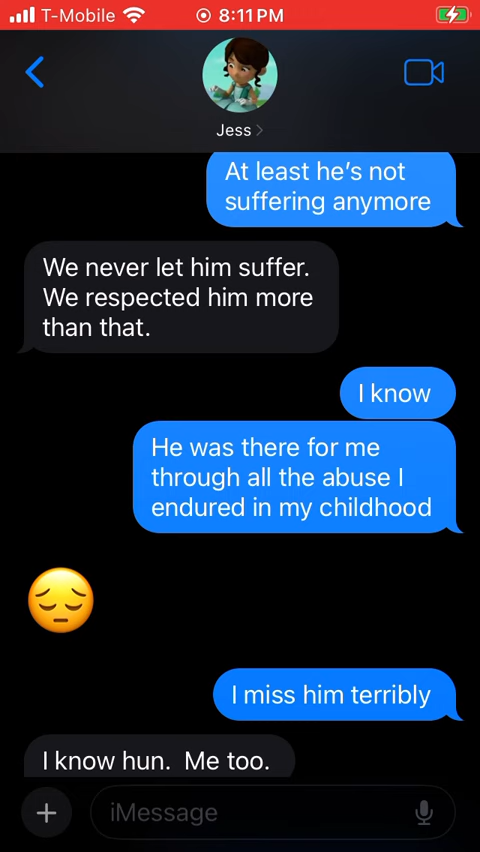 T-Mobile 8:11 PM
Jess
At least he’s not
suffering anymore
We never let him suffer.
We respected him more
than that.
I know
He was there for me
through all the abuse I
endured in my childhood
😔
I miss him terribly
I know hun.  Me too.
iMessage